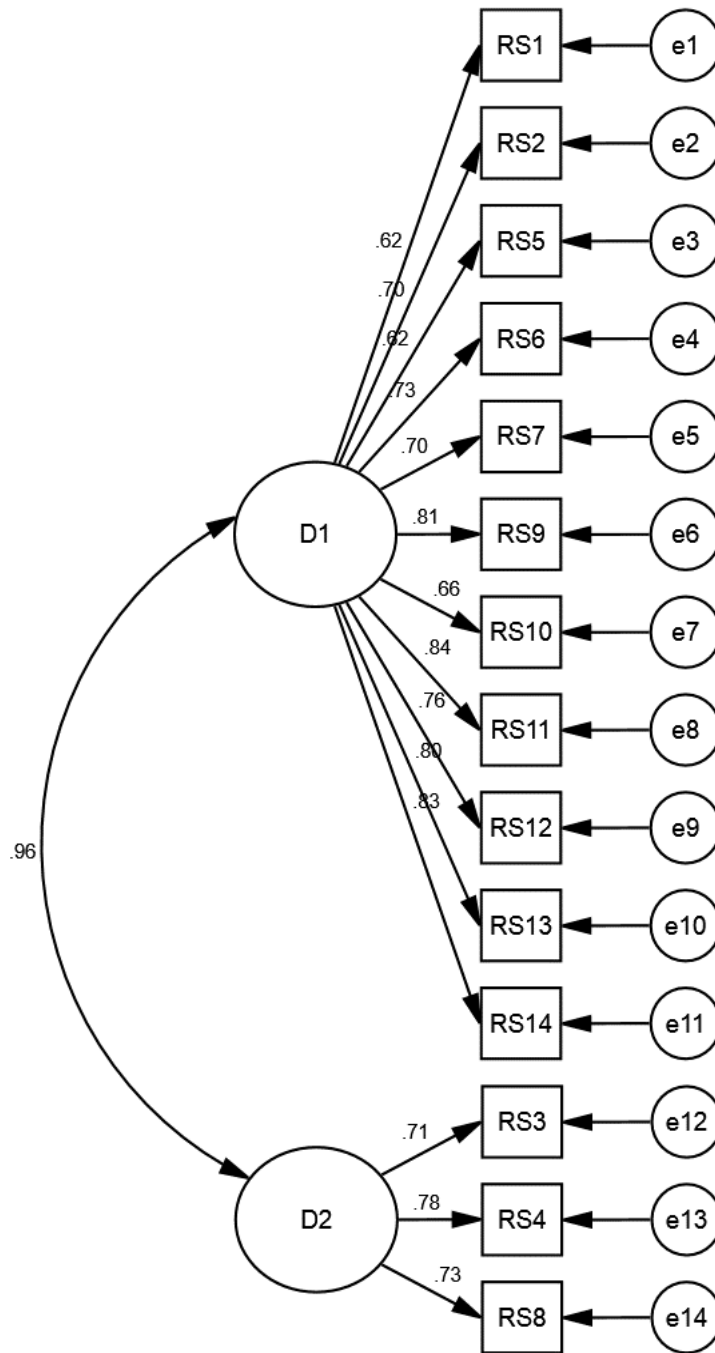 RS1 e1
RS2 e2
RS5 e3
.62
.70
.62
RS6 e4
.73
.70
RS7 e5
D1
.81
RS9 e6
.66
RS10 e7
.84
.76
RS11 e8
.80
.83
RS12 e9
.96
RS13 e10
RS14 e11
.71
RS3 e12
D2
.78
RS4 e13
.73
RS8 e14